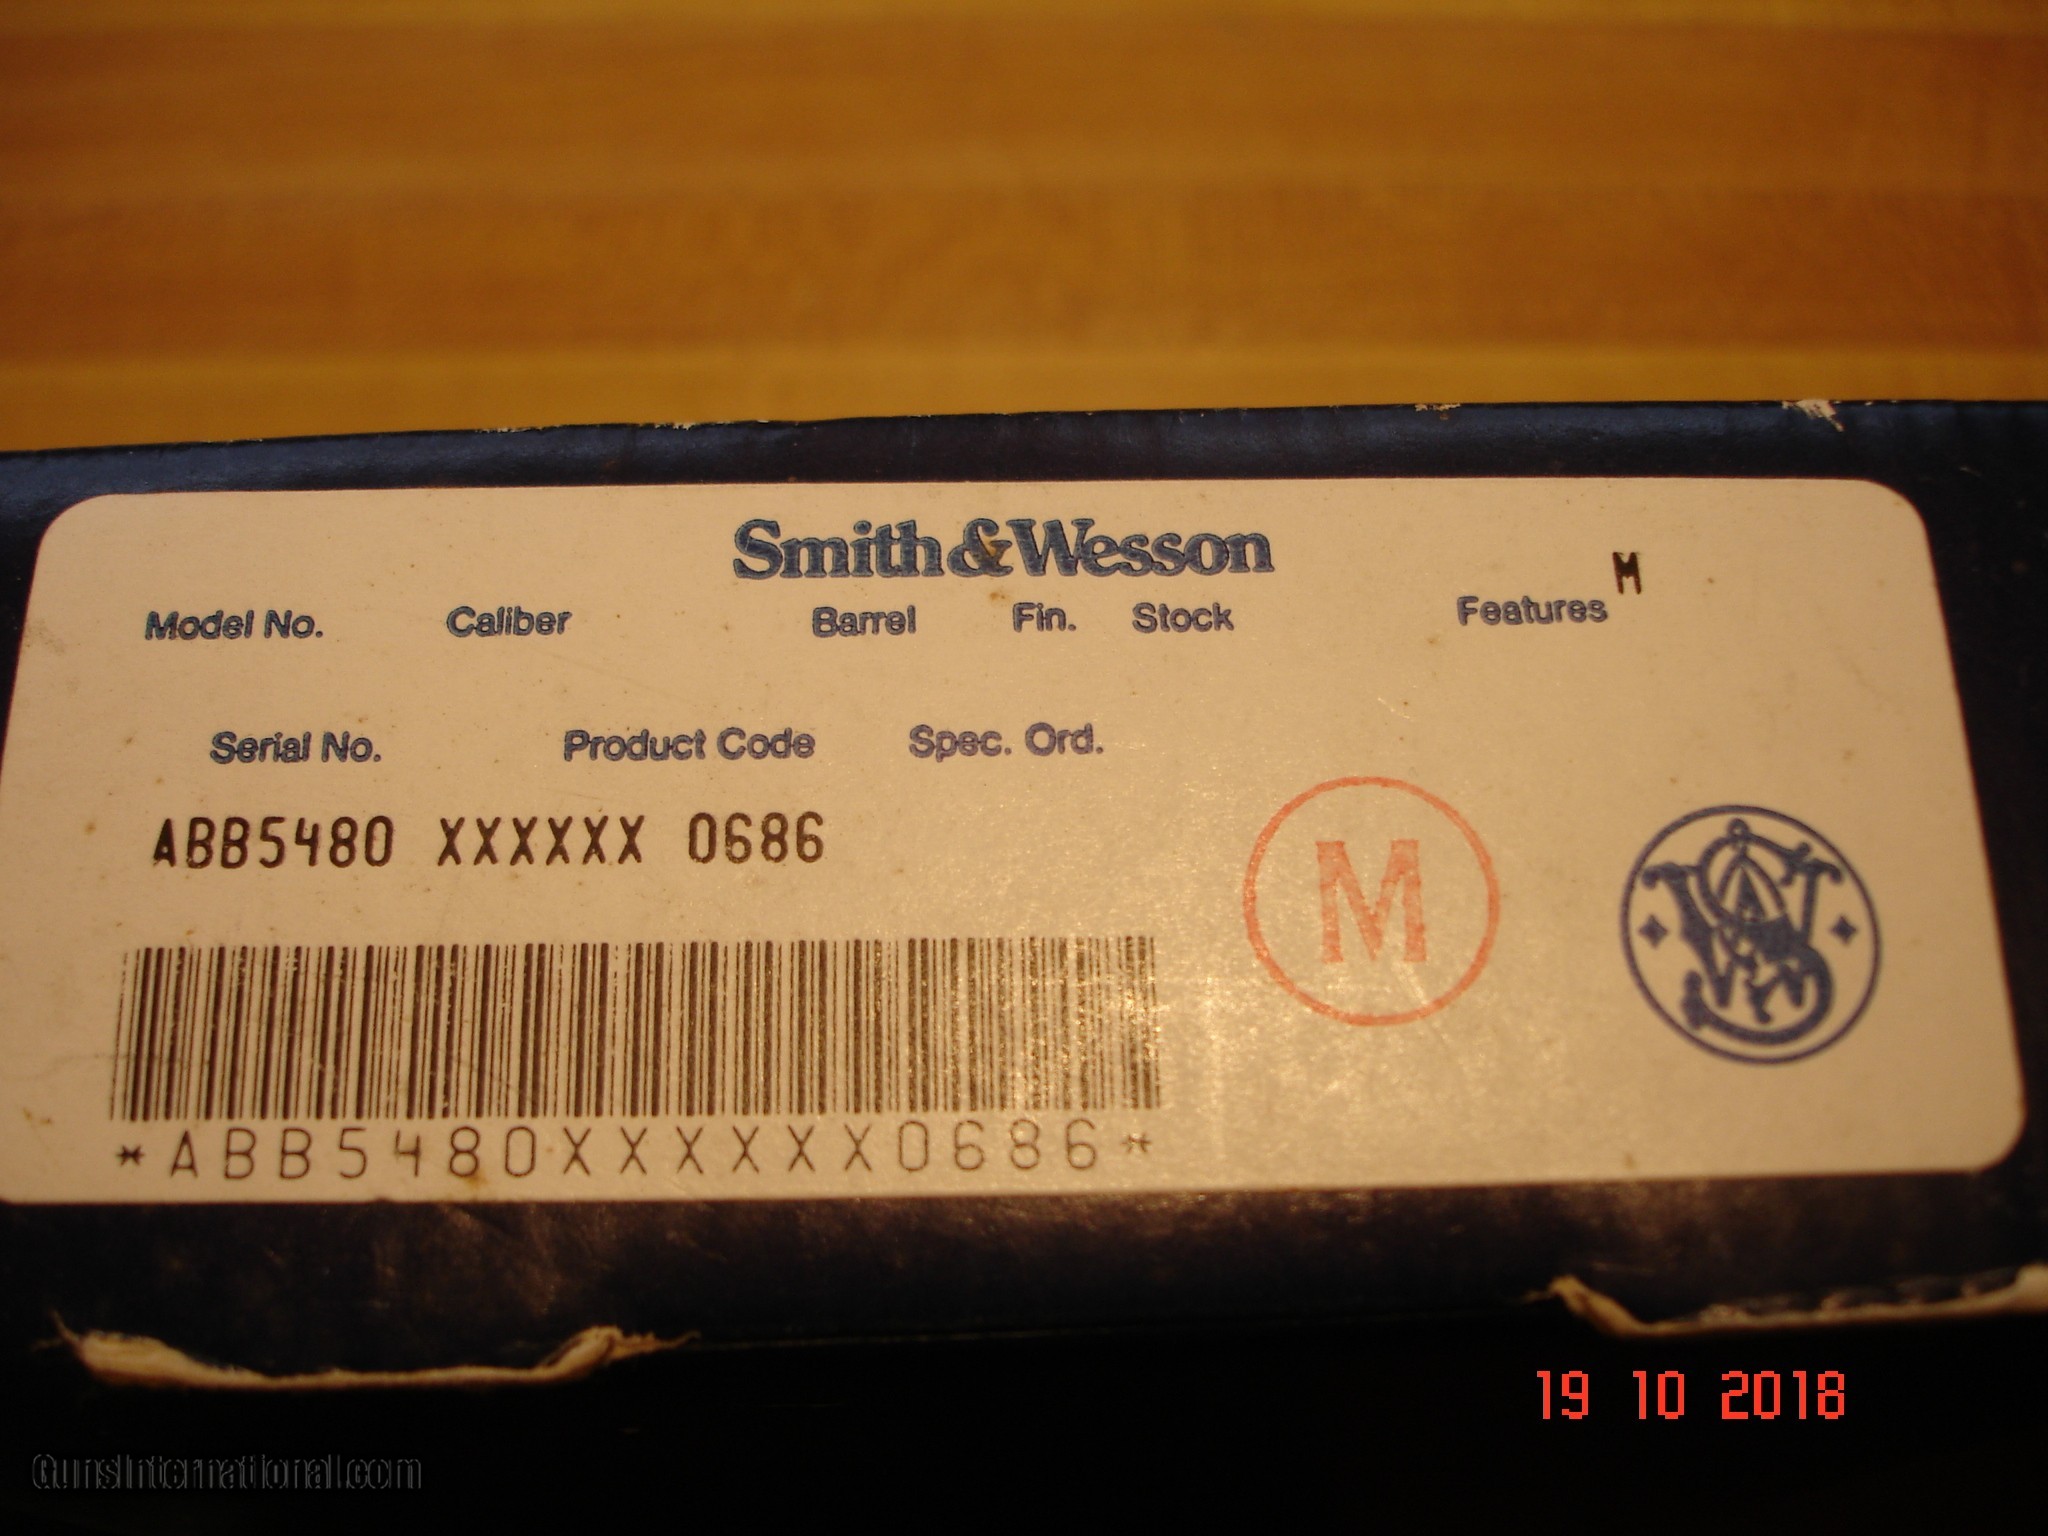 Smith & Wesson
Model No. Caliber Barrel Fin. Stock Features M
Serial No. Product Code Spec. Ord.
ABB5480 XXXXXX 0686
M
*ABB5480XXXXXX0686*
19 10 2018
GunsInternational.com